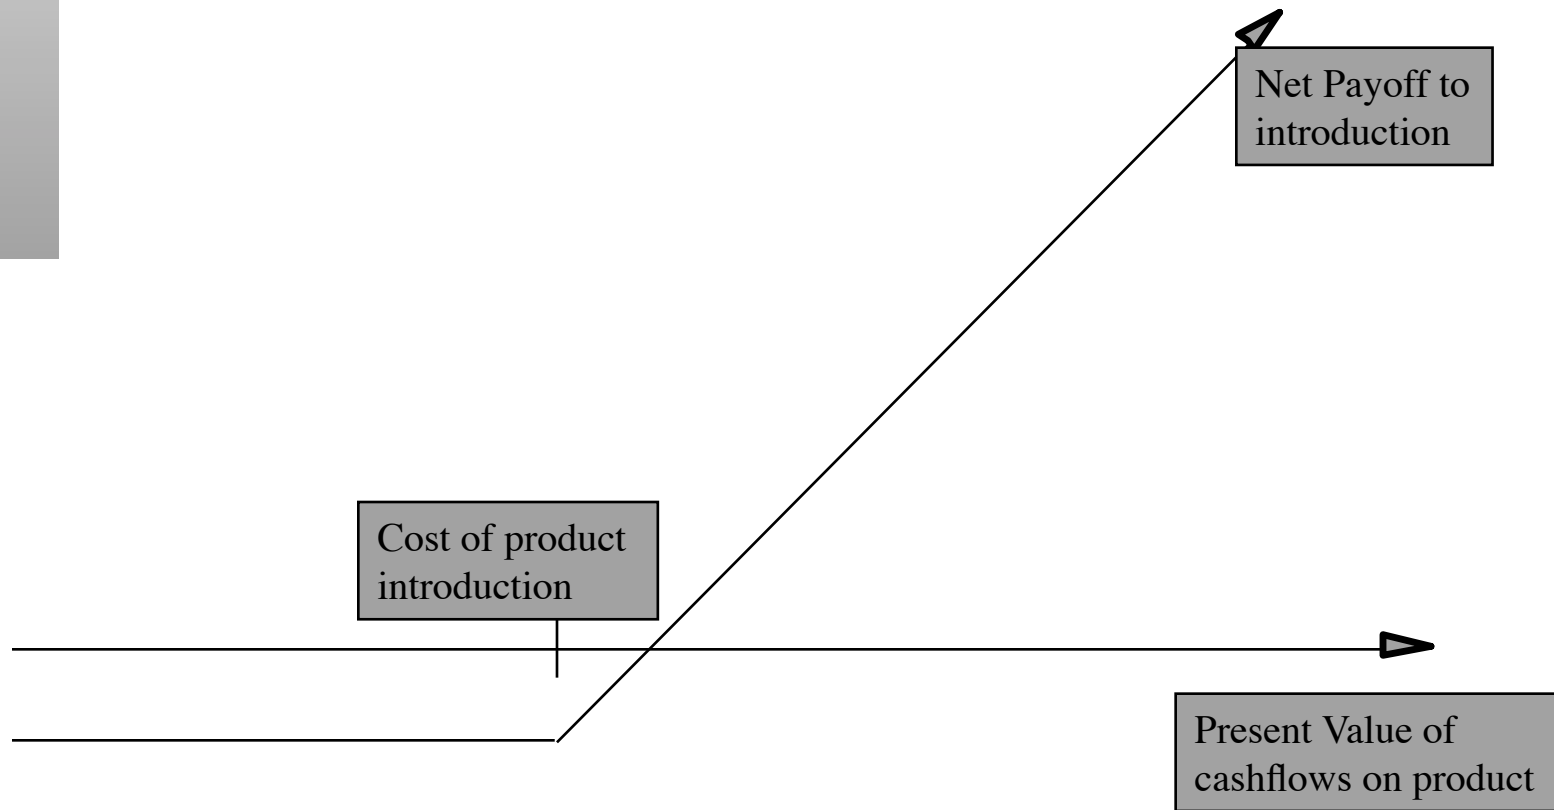 Net Payoff to
introduction
Cost of product
introduction
Present Value of
cashflows on product